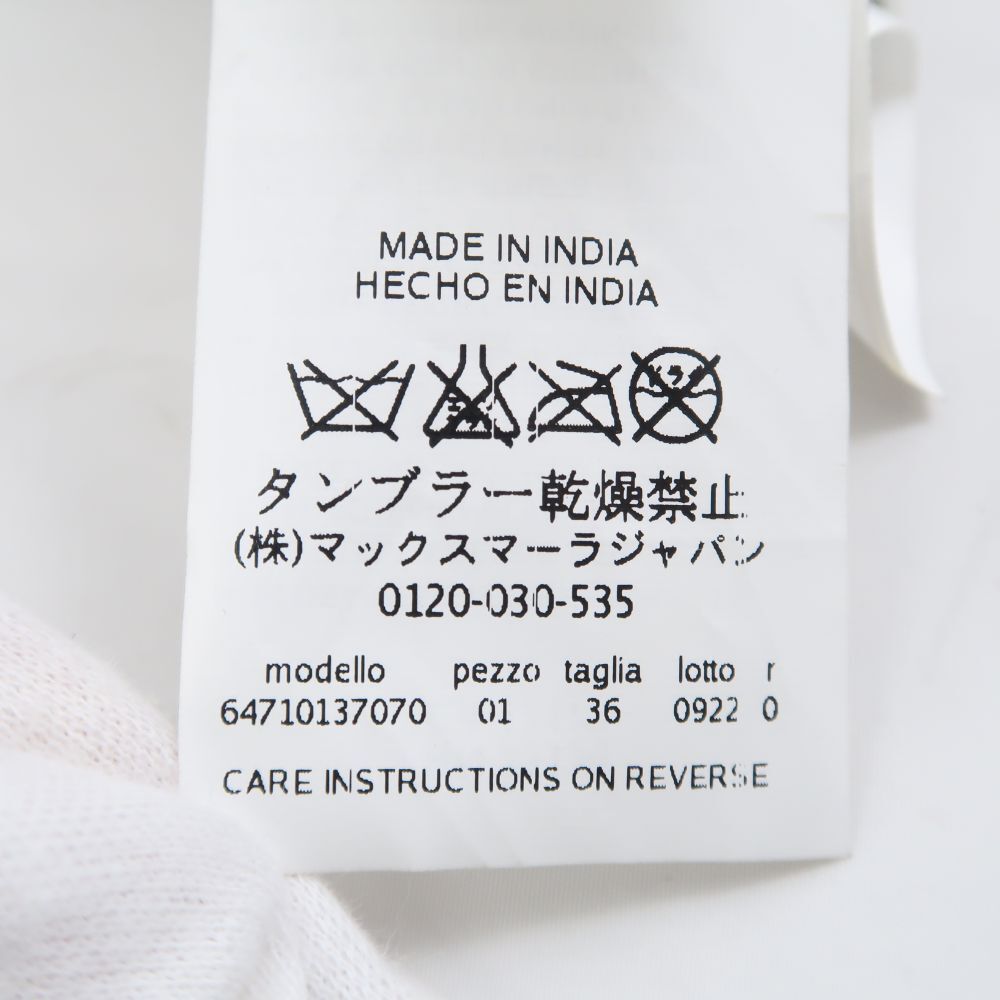 MADE IN INDIA
HECHO EN INDIA
タンブラー乾燥禁止
(株)マックスマーラジャパン
0120-030-535
modello pezzo taglia lotto r
64710137070 01 36 0922 0
CARE INSTRUCTIONS ON REVERSE